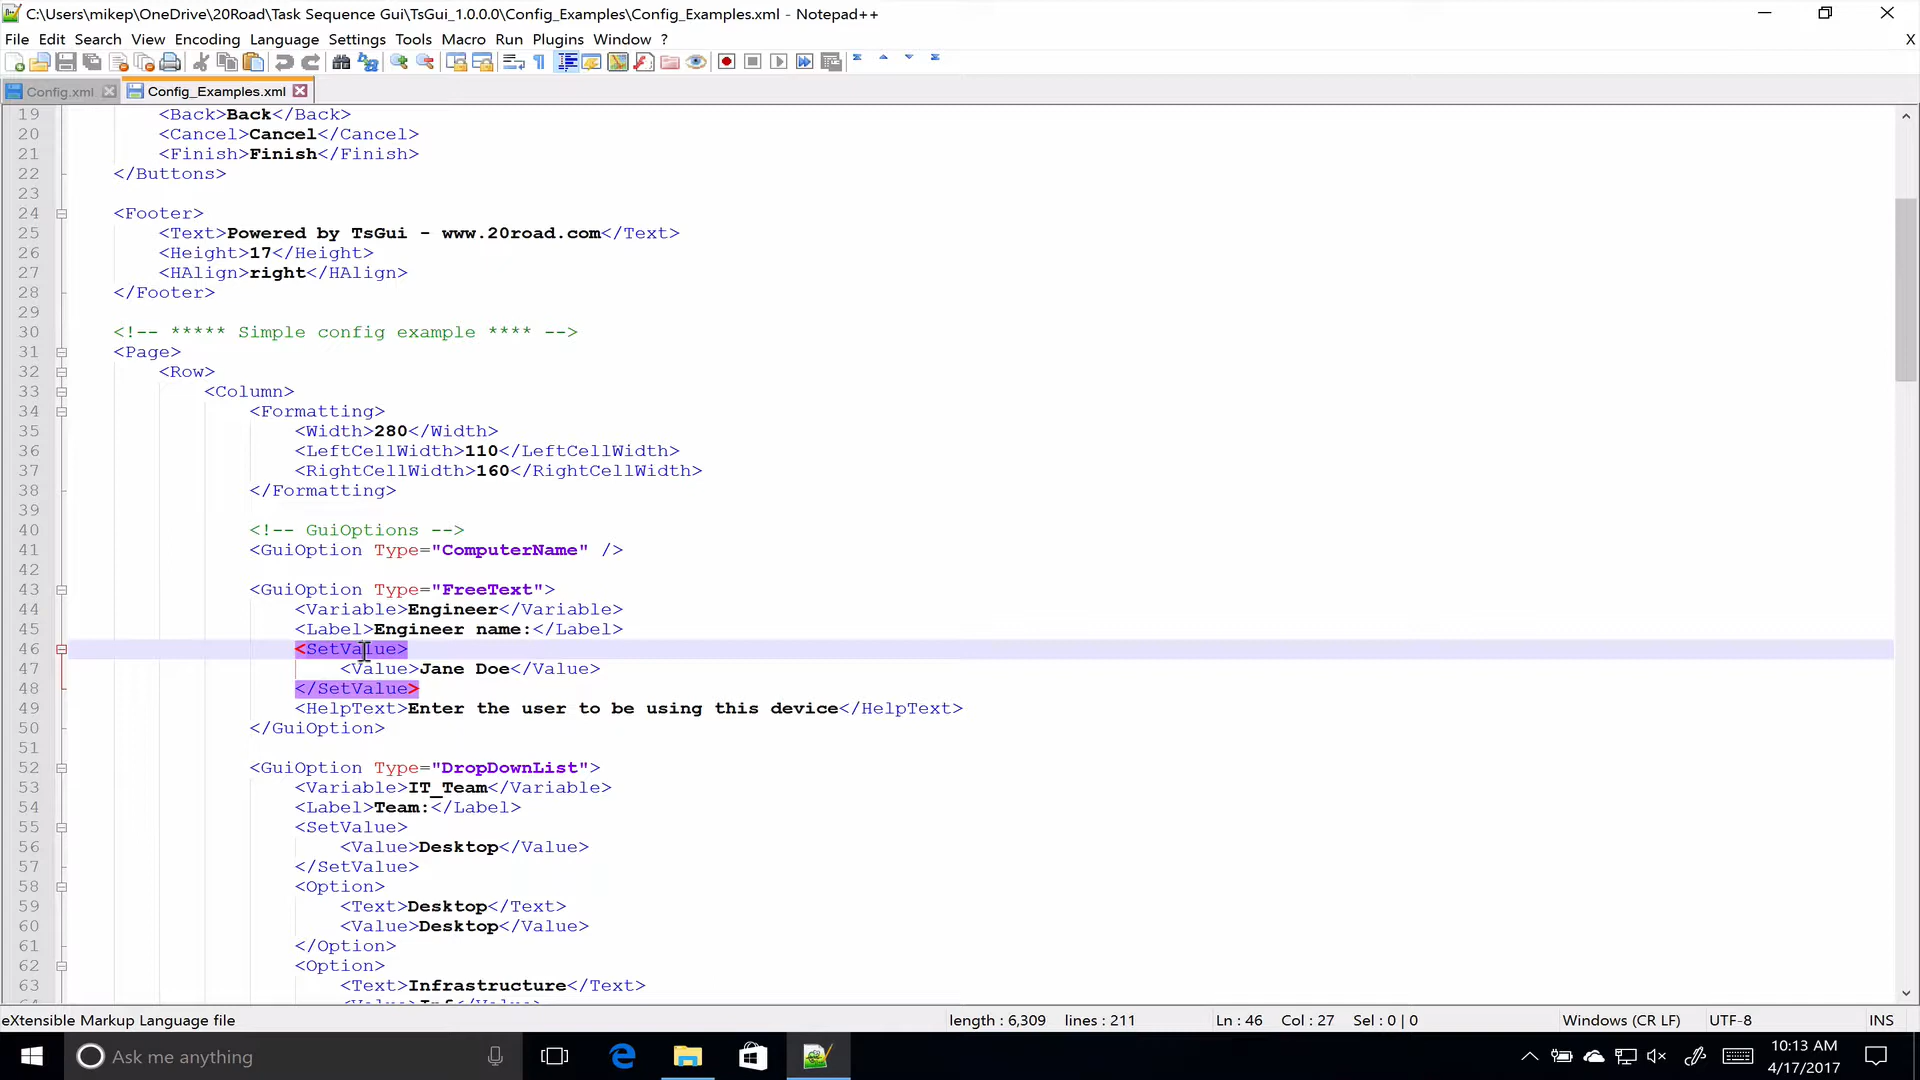 C:\Users\mikep\OneDrive\20Road\Task Sequence Gui\TsGui_1.0.0.0\Config_Examples\Config_Examples.xml - Notepad++
File Edit Search View Encoding Language Settings Tools Macro Run Plugins Window ? X
Config.xml Config_Examples.xml
19 <Back>Back</Back>
20 <Cancel>Cancel</Cancel>
21 <Finish>Finish</Finish>
22 </Buttons>
23
24 <Footer>
25 <Text>Powered by TsGui - www.20road.com</Text>
26 <Height>17</Height>
27 <HAlign>right</HAlign>
28 </Footer>
29
30 <!-- ***** Simple config example **** -->
31 <Page>
32 <Row>
33 <Column>
34 <Formatting>
35 <Width>280</Width>
36 <LeftCellWidth>110</LeftCellWidth>
37 <RightCellWidth>160</RightCellWidth>
38 </Formatting>
39
40 <!-- GuiOptions -->
41 <GuiOption Type="ComputerName" />
42
43 <GuiOption Type="FreeText">
44 <Variable>Engineer</Variable>
45 <Label>Engineer name:</Label>
46 <SetValue>
47 <Value>Jane Doe</Value>
48 </SetValue>
49 <HelpText>Enter the user to be using this device</HelpText>
50 </GuiOption>
51
52 <GuiOption Type="DropDownList">
53 <Variable>IT_Team</Variable>
54 <Label>Team:</Label>
55 <SetValue>
56 <Value>Desktop</Value>
57 </SetValue>
58 <Option>
59 <Text>Desktop</Text>
60 <Value>Desktop</Value>
61 </Option>
62 <Option>
63 <Text>Infrastructure</Text>
eXtensible Markup Language file length : 6,309 lines : 211 Ln : 46 Col : 27 Sel : 0 | 0 Windows (CR LF) UTF-8 INS
Ask me anything
10:13 AM
4/17/2017